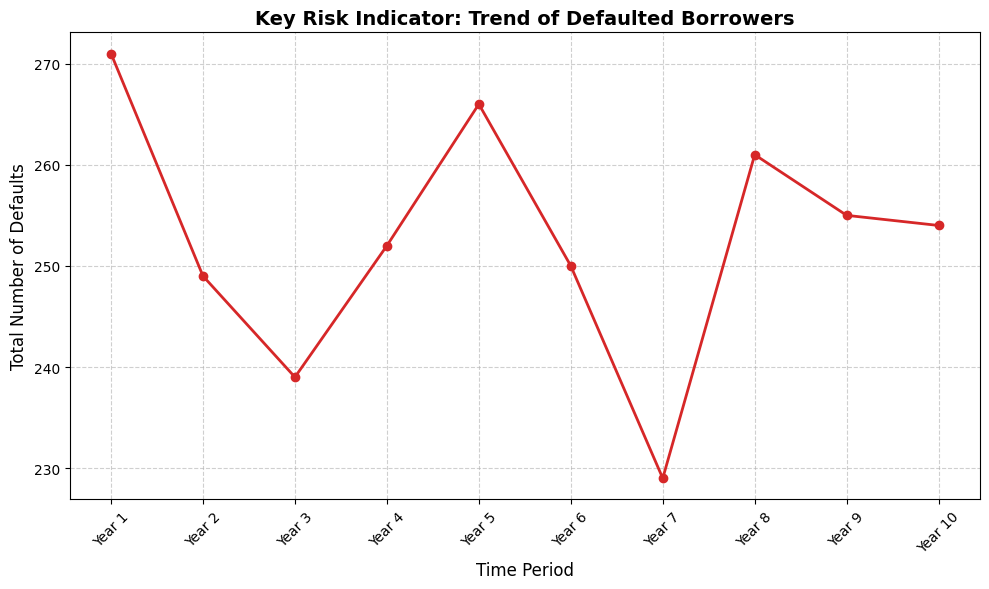 Key Risk Indicator: Trend of Defaulted Borrowers
Total Number of Defaults
270
260
250
240
230
Year 1
Year 2
Year 3
Year 4
Year 5
Year 6
Year 7
Year 8
Year 9
Year 10
Time Period